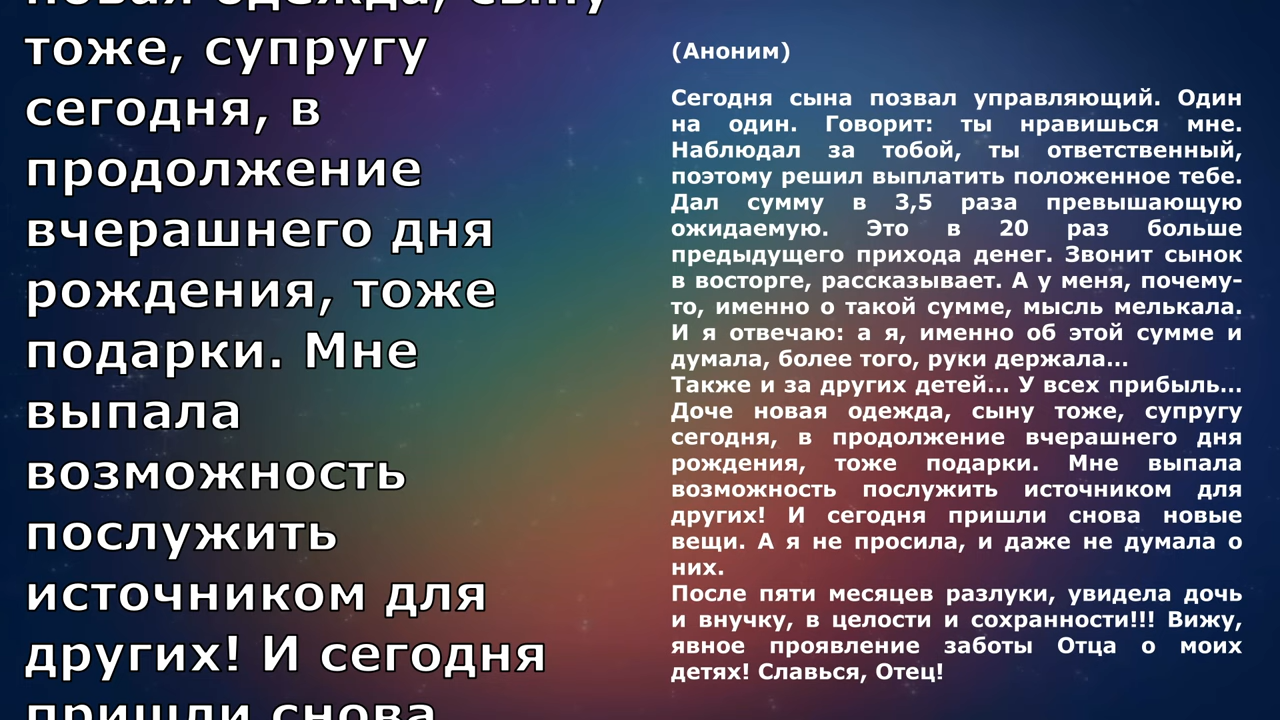 новая одежда, сыну
тоже, супругу
сегодня, в
продолжение
вчерашнего дня
рождения, тоже
подарки. Мне
выпала
возможность
послужить
источником для
других! И сегодня
пришли снова
(Аноним)
Сегодня сына позвал управляющий. Один
на один. Говорит: ты нравишься мне.
Наблюдал за тобой, ты ответственный,
поэтому решил выплатить положенное тебе.
Дал сумму в 3,5 раза превышающую
ожидаемую. Это в 20 раз больше
предыдущего прихода денег. Звонит сынок
в восторге, рассказывает. А у меня, почему-
то, именно о такой сумме, мысль мелькала.
И я отвечаю: а я, именно об этой сумме и
думала, более того, руки держала...
Также и за других детей... У всех прибыль...
Доче новая одежда, сыну тоже, супругу
сегодня, в продолжение вчерашнего дня
рождения, тоже подарки. Мне выпала
возможность послужить источником для
других! И сегодня пришли снова новые
вещи. А я не просила, и даже не думала о
них.
После пяти месяцев разлуки, увидела дочь
и внучку, в целости и сохранности!!! Вижу,
явное проявление заботы Отца о моих
детях! Славься, Отец!